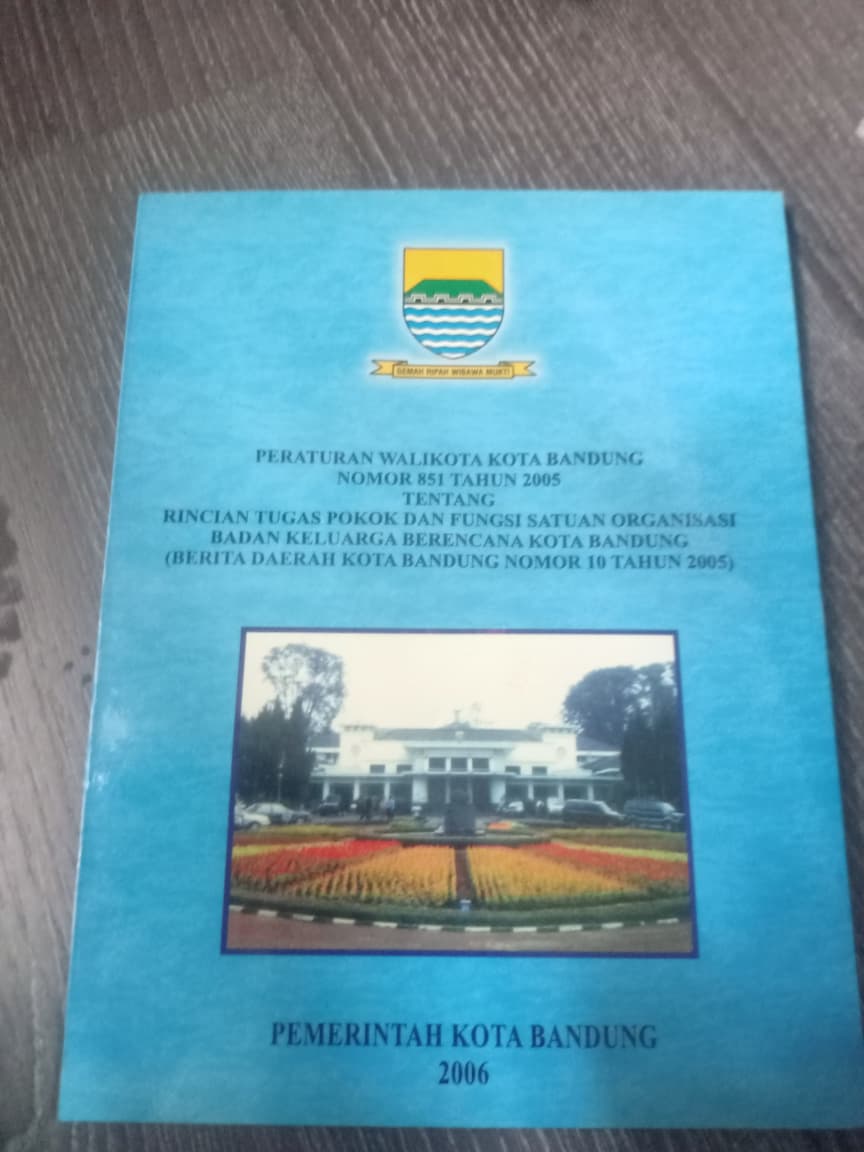 GEMAH RIPAH WIBAWA MUKTI
PERATURAN WALIKOTA KOTA BANDUNG
NOMOR 851 TAHUN 2005
TENTANG
RINCIAN TUGAS POKOK DAN FUNGSI SATUAN ORGANISASI
BADAN KELUARGA BERENCANA KOTA BANDUNG
(BERITA DAERAH KOTA BANDUNG NOMOR 10 TAHUN 2005)
PEMERINTAH KOTA BANDUNG
2006